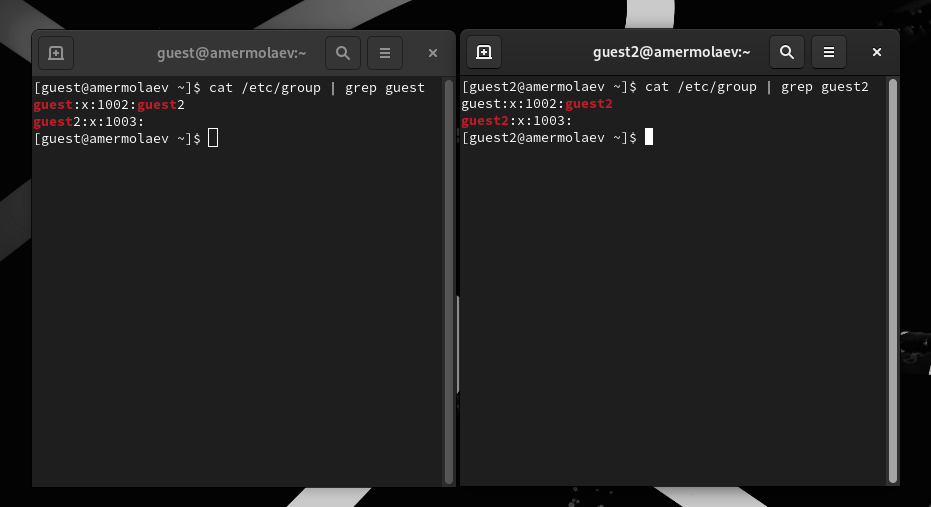 guest@amermolaev:~
[guest@amermolaev ~]$ cat /etc/group | grep guest
guest:x:1002:guest2
guest2:x:1003:
[guest@amermolaev ~]$
guest2@amermolaev:~
[guest2@amermolaev ~]$ cat /etc/group | grep guest2
guest:x:1002:guest2
guest2:x:1003:
[guest2@amermolaev ~]$